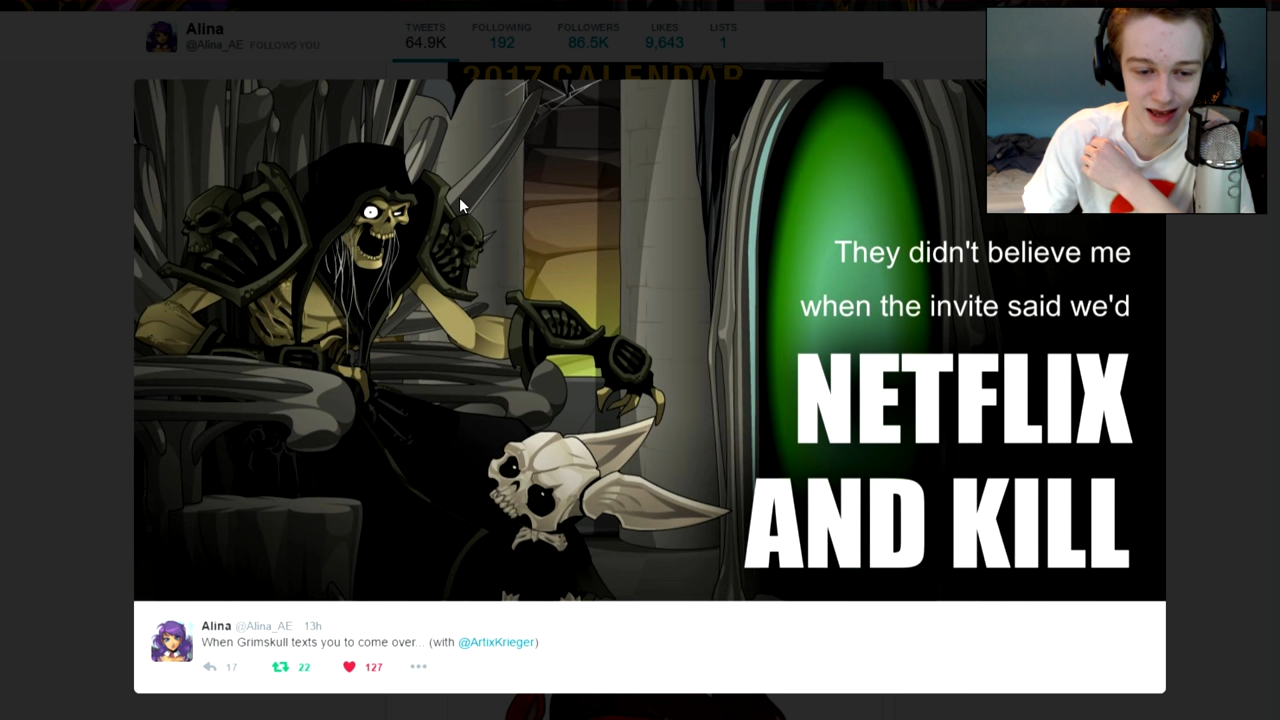 Alina
@Alina_AE FOLLOWS YOU
TWEETS FOLLOWING FOLLOWERS LIKES LISTS
64.9K 192 86.5K 9,643 1
2017 CALENDAR
They didn't believe me
when the invite said we'd
NETFLIX
AND KILL
Alina @Alina_AE 13h
When Grimskull texts you to come over... (with @ArtixKrieger)
17 22 127